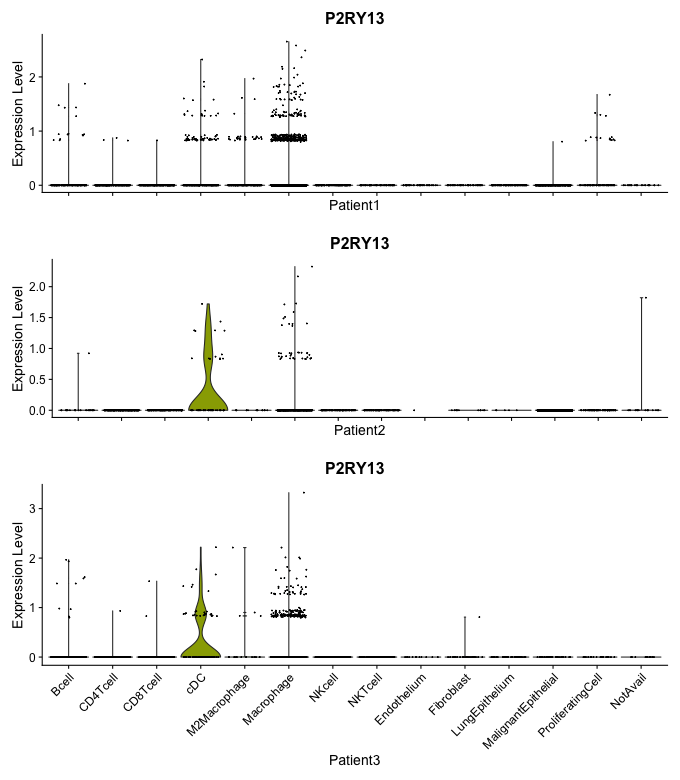 P2RY13
Expression Level
2
1
0
Patient1
P2RY13
Expression Level
2.0
1.5
1.0
0.5
0.0
Patient2
P2RY13
Expression Level
3
2
1
0
Bcell
CD4Tcell
CD8Tcell
cDC
M2Macrophage
Macrophage
NKcell
NKTcell
Endothelium
Fibroblast
LungEpithelium
MalignantEpithelial
ProliferatingCell
NotAvail
Patient3